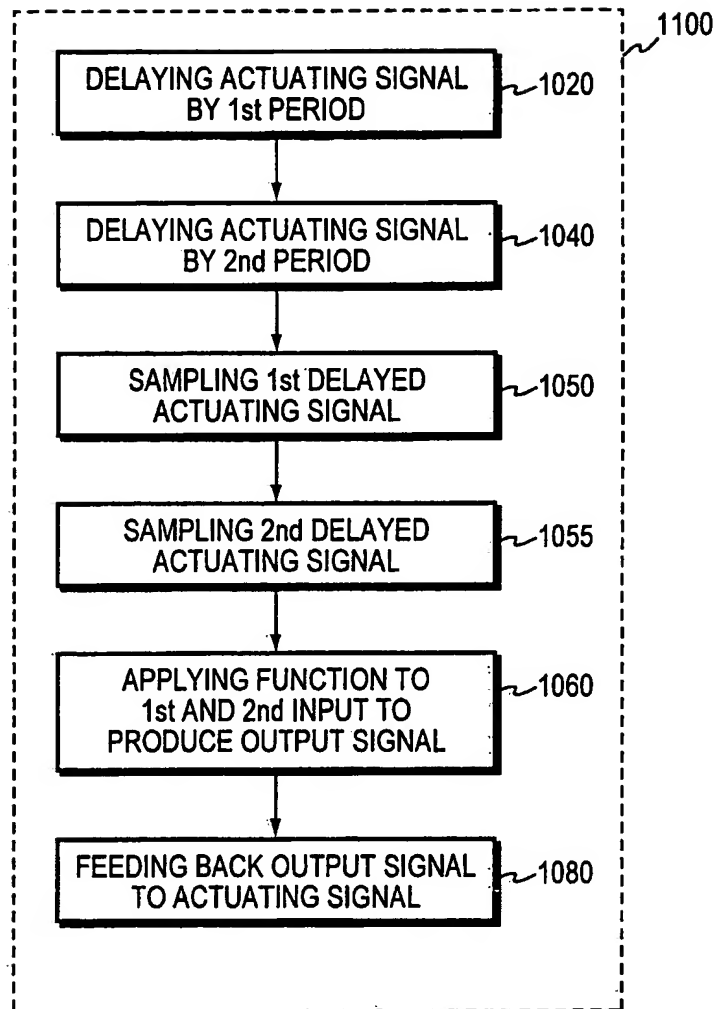 1100
DELAYING ACTUATING SIGNAL
BY 1st PERIOD
1020
DELAYING ACTUATING SIGNAL
BY 2nd PERIOD
1040
SAMPLING 1st DELAYED
ACTUATING SIGNAL
1050
SAMPLING 2nd DELAYED
ACTUATING SIGNAL
1055
APPLYING FUNCTION TO
1st AND 2nd INPUT TO
PRODUCE OUTPUT SIGNAL
1060
FEEDING BACK OUTPUT SIGNAL
TO ACTUATING SIGNAL
1080